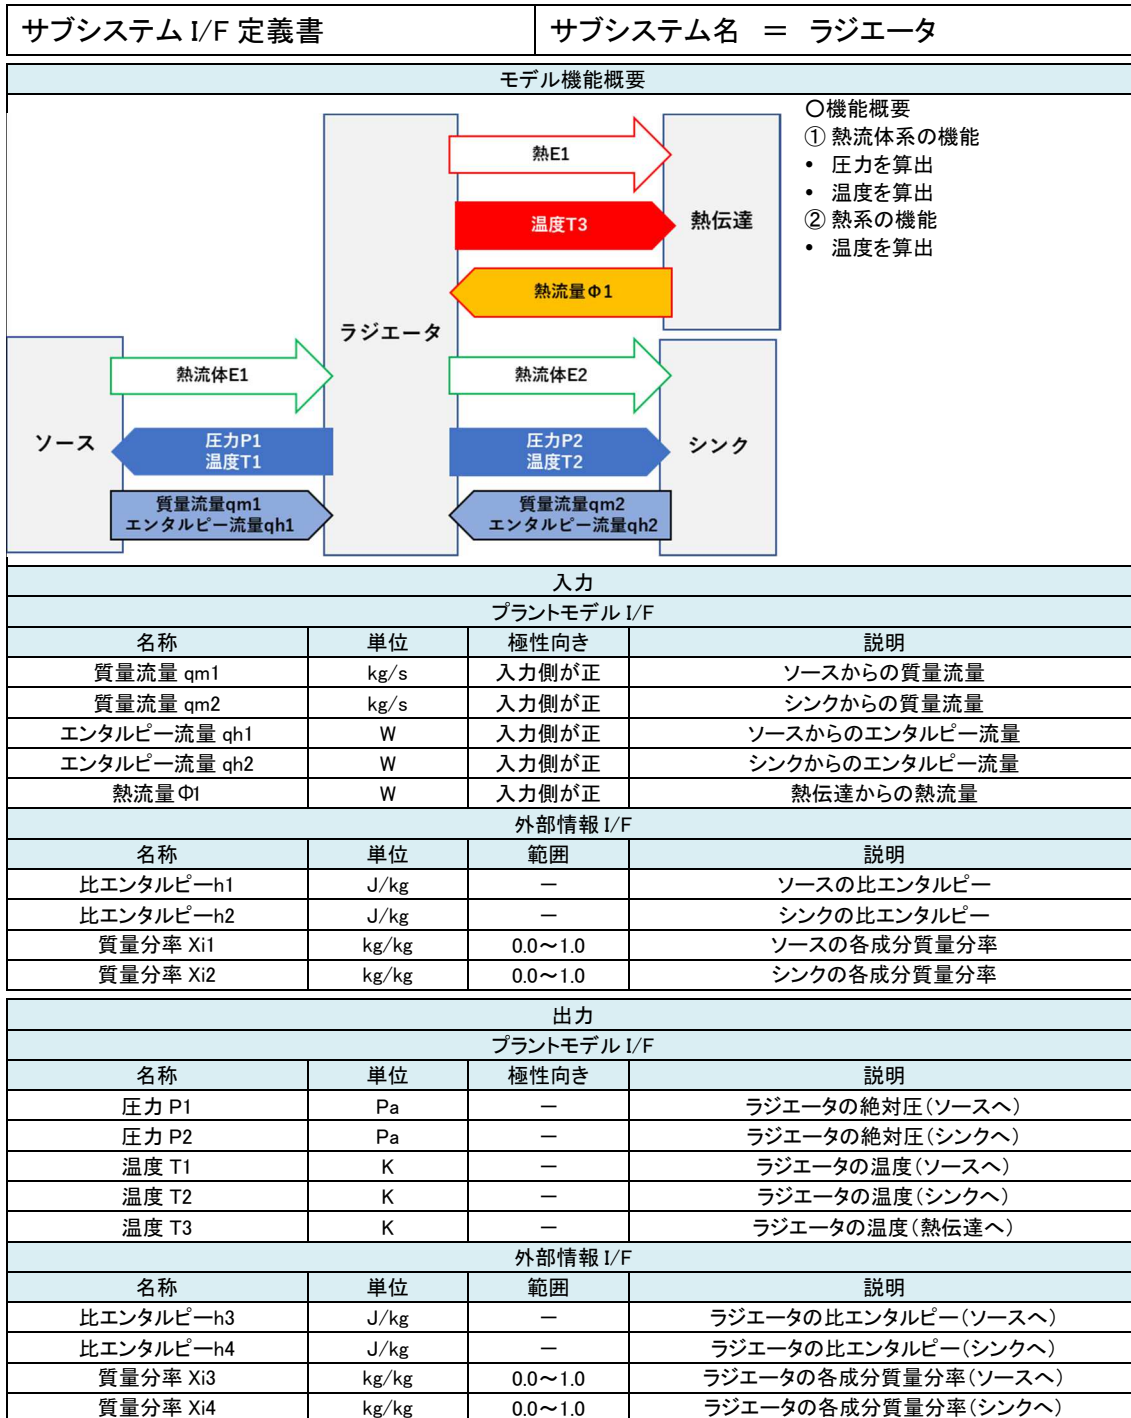 サブシステム I/F 定義書
サブシステム名 ＝ ラジエータ
モデル機能概要
〇機能概要
① 熱流体系の機能
• 圧力を算出
• 温度を算出
② 熱系の機能
• 温度を算出
熱E1
温度T3
熱流量Φ1
熱伝達
ラジエータ
熱流体E1
熱流体E2
ソース
圧力P1
温度T1
圧力P2
温度T2
シンク
質量流量qm1
エンタルピー流量qh1
質量流量qm2
エンタルピー流量qh2
入力
プラントモデル I/F
名称 単位 極性向き 説明
質量流量 qm1 kg/s 入力側が正 ソースからの質量流量
質量流量 qm2 kg/s 入力側が正 シンクからの質量流量
エンタルピー流量 qh1 W 入力側が正 ソースからのエンタルピー流量
エンタルピー流量 qh2 W 入力側が正 シンクからのエンタルピー流量
熱流量Φ1 W 入力側が正 熱伝達からの熱流量
外部情報 I/F
名称 単位 範囲 説明
比エンタルピーh1 J/kg － ソースの比エンタルピー
比エンタルピーh2 J/kg － シンクの比エンタルピー
質量分率 Xi1 kg/kg 0.0～1.0 ソースの各成分質量分率
質量分率 Xi2 kg/kg 0.0～1.0 シンクの各成分質量分率
出力
プラントモデル I/F
名称 単位 極性向き 説明
圧力 P1 Pa － ラジエータの絶対圧（ソースへ）
圧力 P2 Pa － ラジエータの絶対圧（シンクへ）
温度 T1 K － ラジエータの温度（ソースへ）
温度 T2 K － ラジエータの温度（シンクへ）
温度 T3 K － ラジエータの温度（熱伝達へ）
外部情報 I/F
名称 単位 範囲 説明
比エンタルピーh3 J/kg － ラジエータの比エンタルピー（ソースへ）
比エンタルピーh4 J/kg － ラジエータの比エンタルピー（シンクへ）
質量分率 Xi3 kg/kg 0.0～1.0 ラジエータの各成分質量分率（ソースへ）
質量分率 Xi4 kg/kg 0.0～1.0 ラジエータの各成分質量分率（シンクへ）